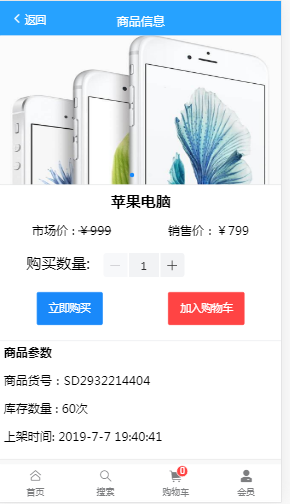 返回
商品信息
苹果电脑
市场价：￥999 销售价：￥799
购买数量: 1
立即购买 加入购物车
商品参数
商品货号：SD2932214404
库存数量：60次
上架时间: 2019-7-7 19:40:41
0
首页 搜索 购物车 会员